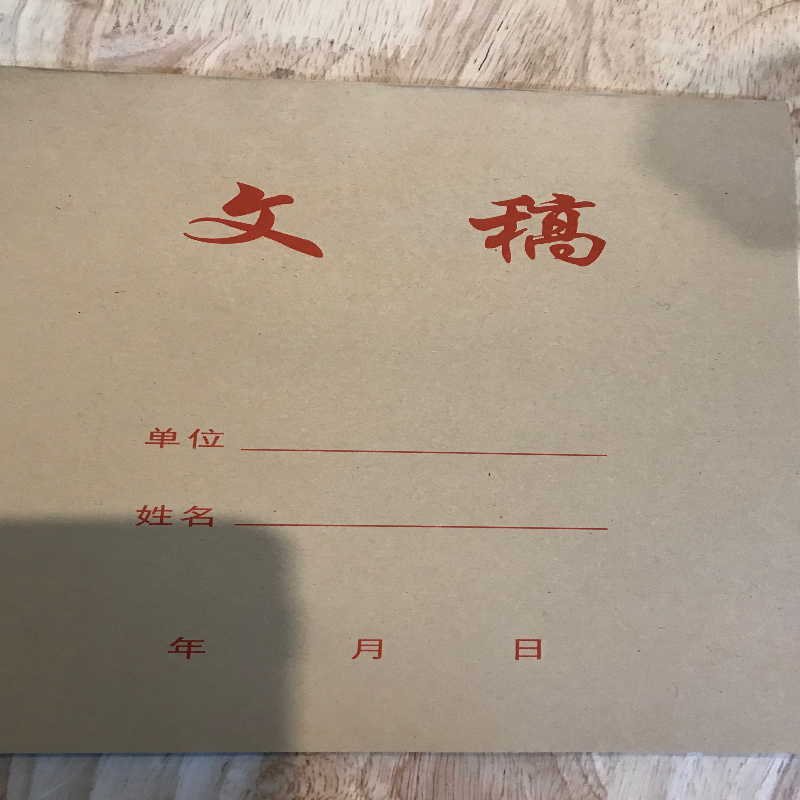 文 稿
单位
姓名
年 月 日